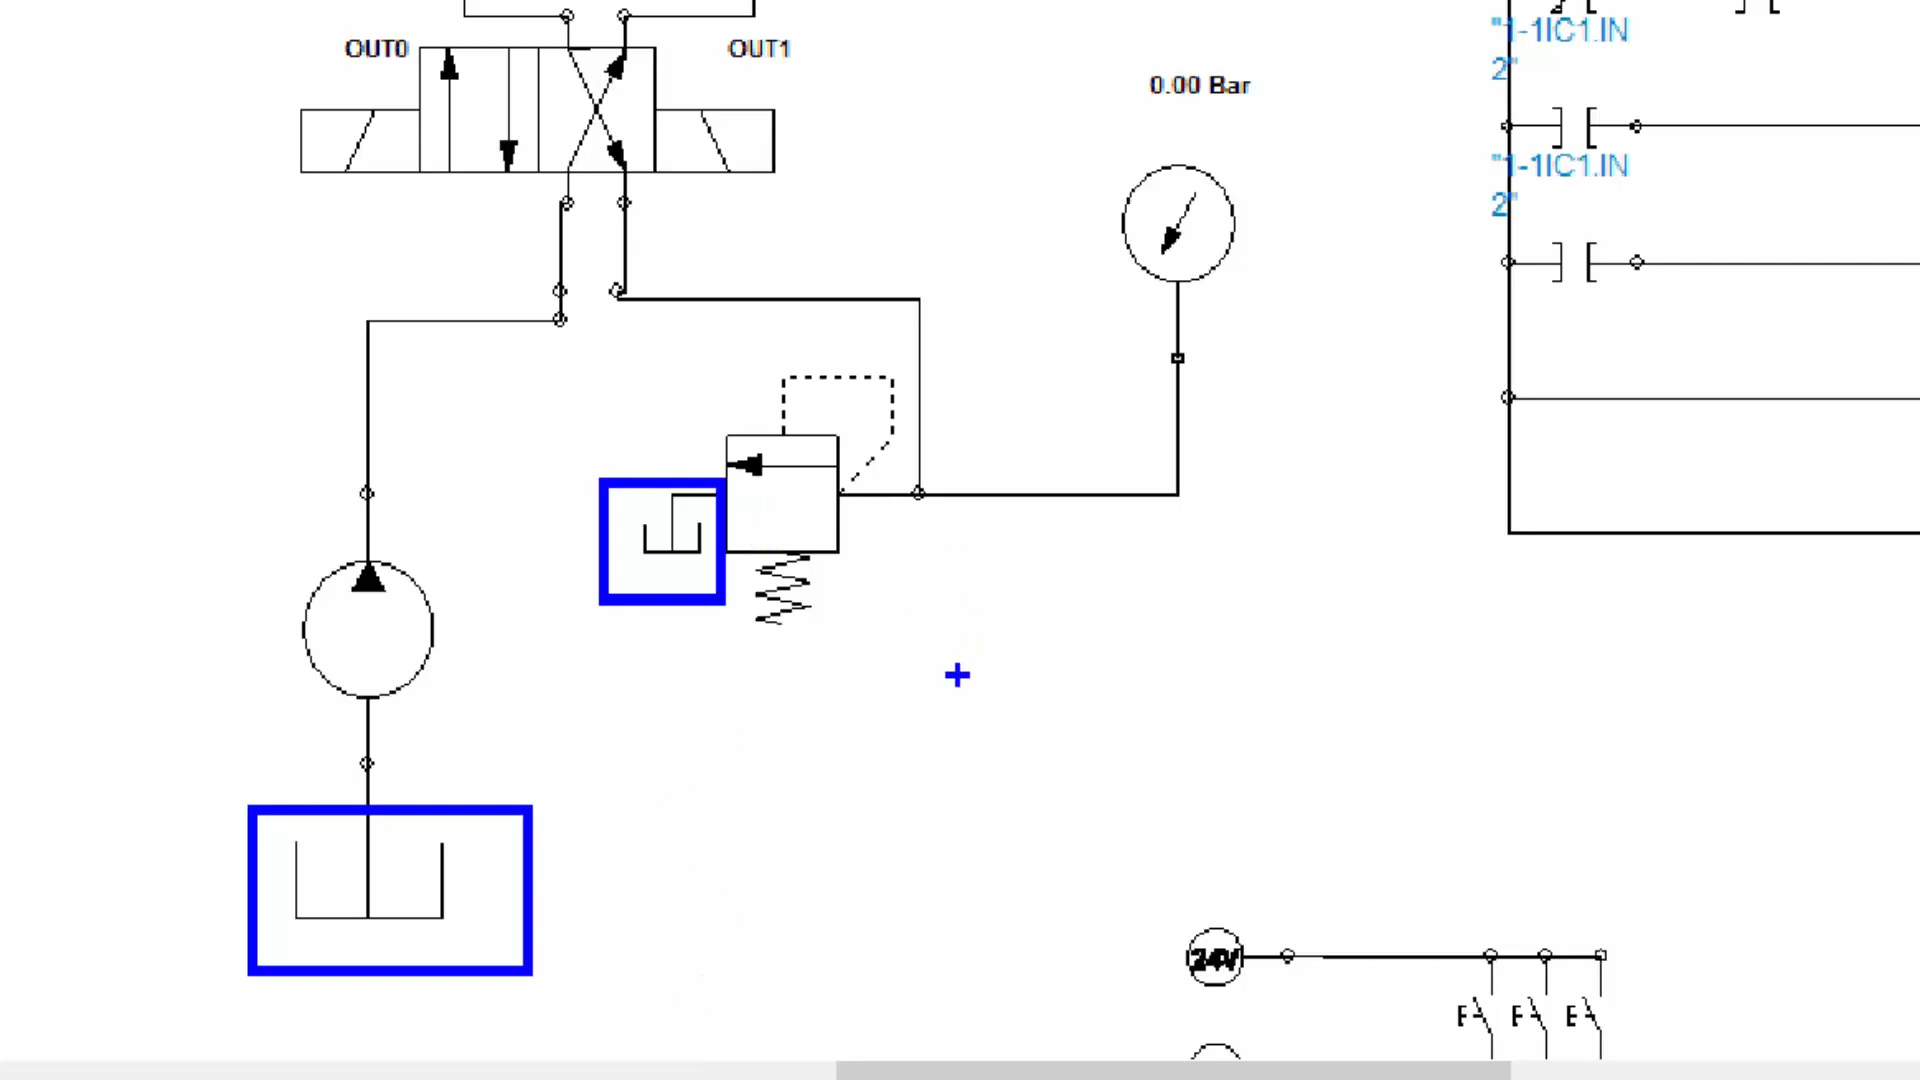 OUT0
OUT1
0.00 Bar
"1-1IC1.IN
2"
"1-1IC1.IN
2"
24V
E
E
E